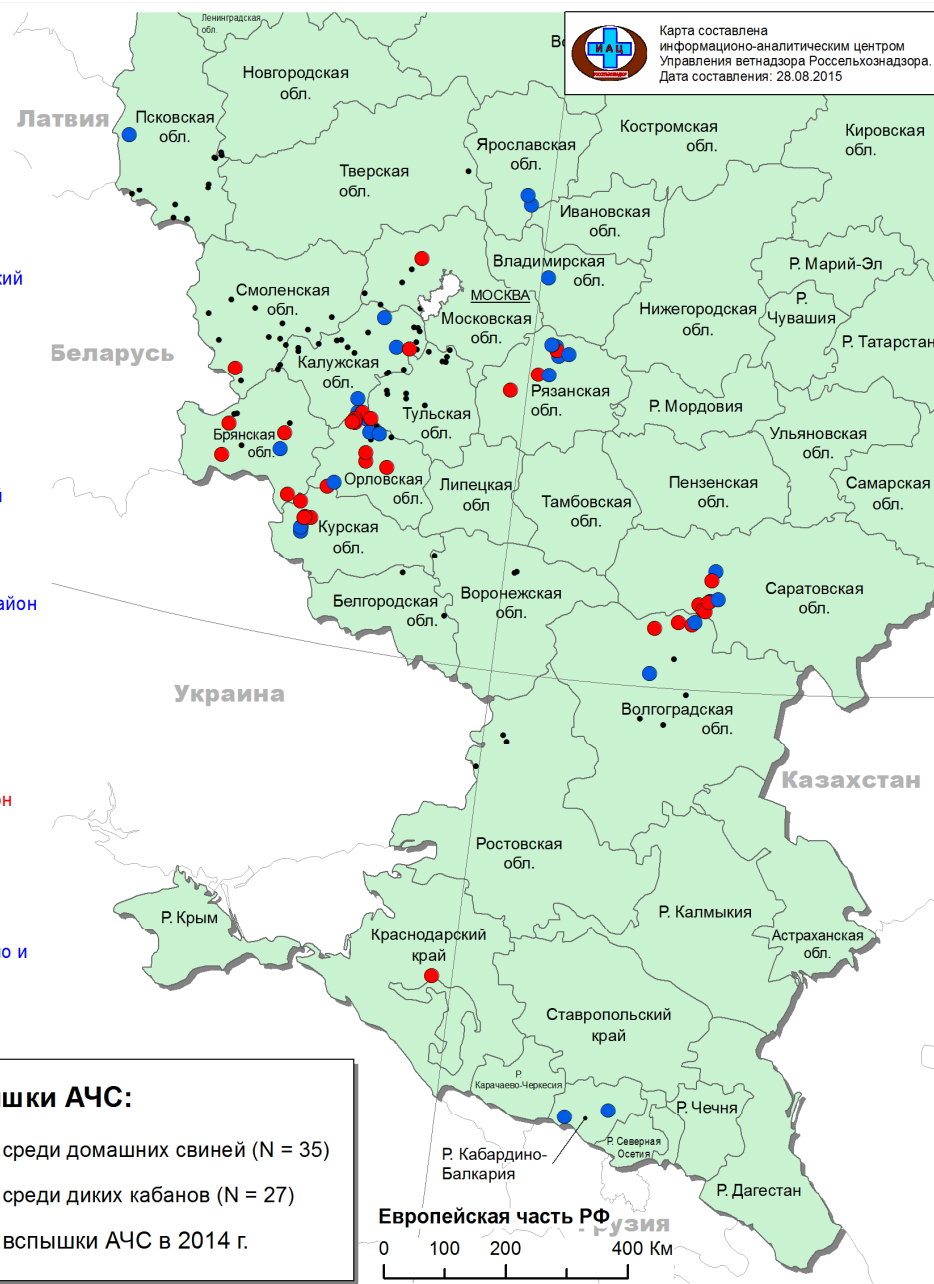 Ленинградская
обл.
Карта составлена
информационо-аналитическим центром
Управления ветнадзора Россельхознадзора.
Дата составления: 28.08.2015
ИАЦ
Новгородская
обл.
Латвия
Псковская
обл.
Костромская
обл.
Кировская
обл.
Ярославская
обл.
Тверская
обл.
Ивановская
обл.
Владимирская
обл.
Р. Марий-Эл
кий
Смоленская
обл.
МОСКВА
Московская
обл.
Нижегородская
обл.
Р.
Чувашия
Р. Татарстан
Беларусь
Калужская
обл.
Рязанская
обл.
Р. Мордовия
Тульская
обл.
Брянская
обл.
Ульяновская
обл.
Орловская
обл.
Липецкая
обл
Тамбовская
обл.
Пензенская
обл.
Самарская
обл.
й
Курская
обл.
Саратовская
обл.
Белгородская
обл.
Воронежская
обл.
айон
Украина
Волгоградская
обл.
Казахстан
он
Ростовская
обл.
Р. Крым
Р. Калмыкия
Краснодарский
край
Астраханская
обл.
о и
Ставропольский
край
Р.
Карачаево-Черкесия
Р. Чечня
Р. Северная
Осетия
Р. Кабардино-
Балкария
Р. Дагестан
шки АЧС:
среди домашних свиней (N = 35)
среди диких кабанов (N = 27)
вспышки АЧС в 2014 г.
Европейская часть РФ
рузия
0 100 200 400 Км